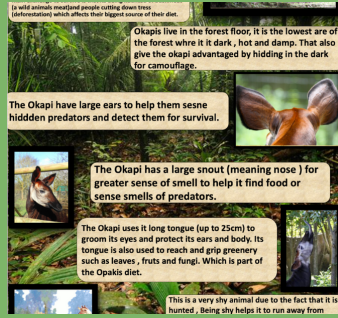 (a wild animals meat)and people cutting down tress
(deforestation) which affects their biggest source of their diet.
Okapis live in the forest floor, it is the lowest are of
the forest whre it it dark , hot and damp. That also
give the okapi advantaged by hidding in the dark
for camouflage.
The Okapi have large ears to help them sesne
hidddden predators and detect them for survival.
The Okapi has a large snout (meaning nose ) for
greater sense of smell to help it find food or
sense smells of predators.
The Okapi uses it long tongue (up to 25cm) to
groom its eyes and protect its ears and body. Its
tongue is also used to reach and grip greenery
such as leaves , fruts and fungi. Which is part of
the Opakis diet.
This is a very shy animal due to the fact that it is
hunted , Being shy helps it to run away from